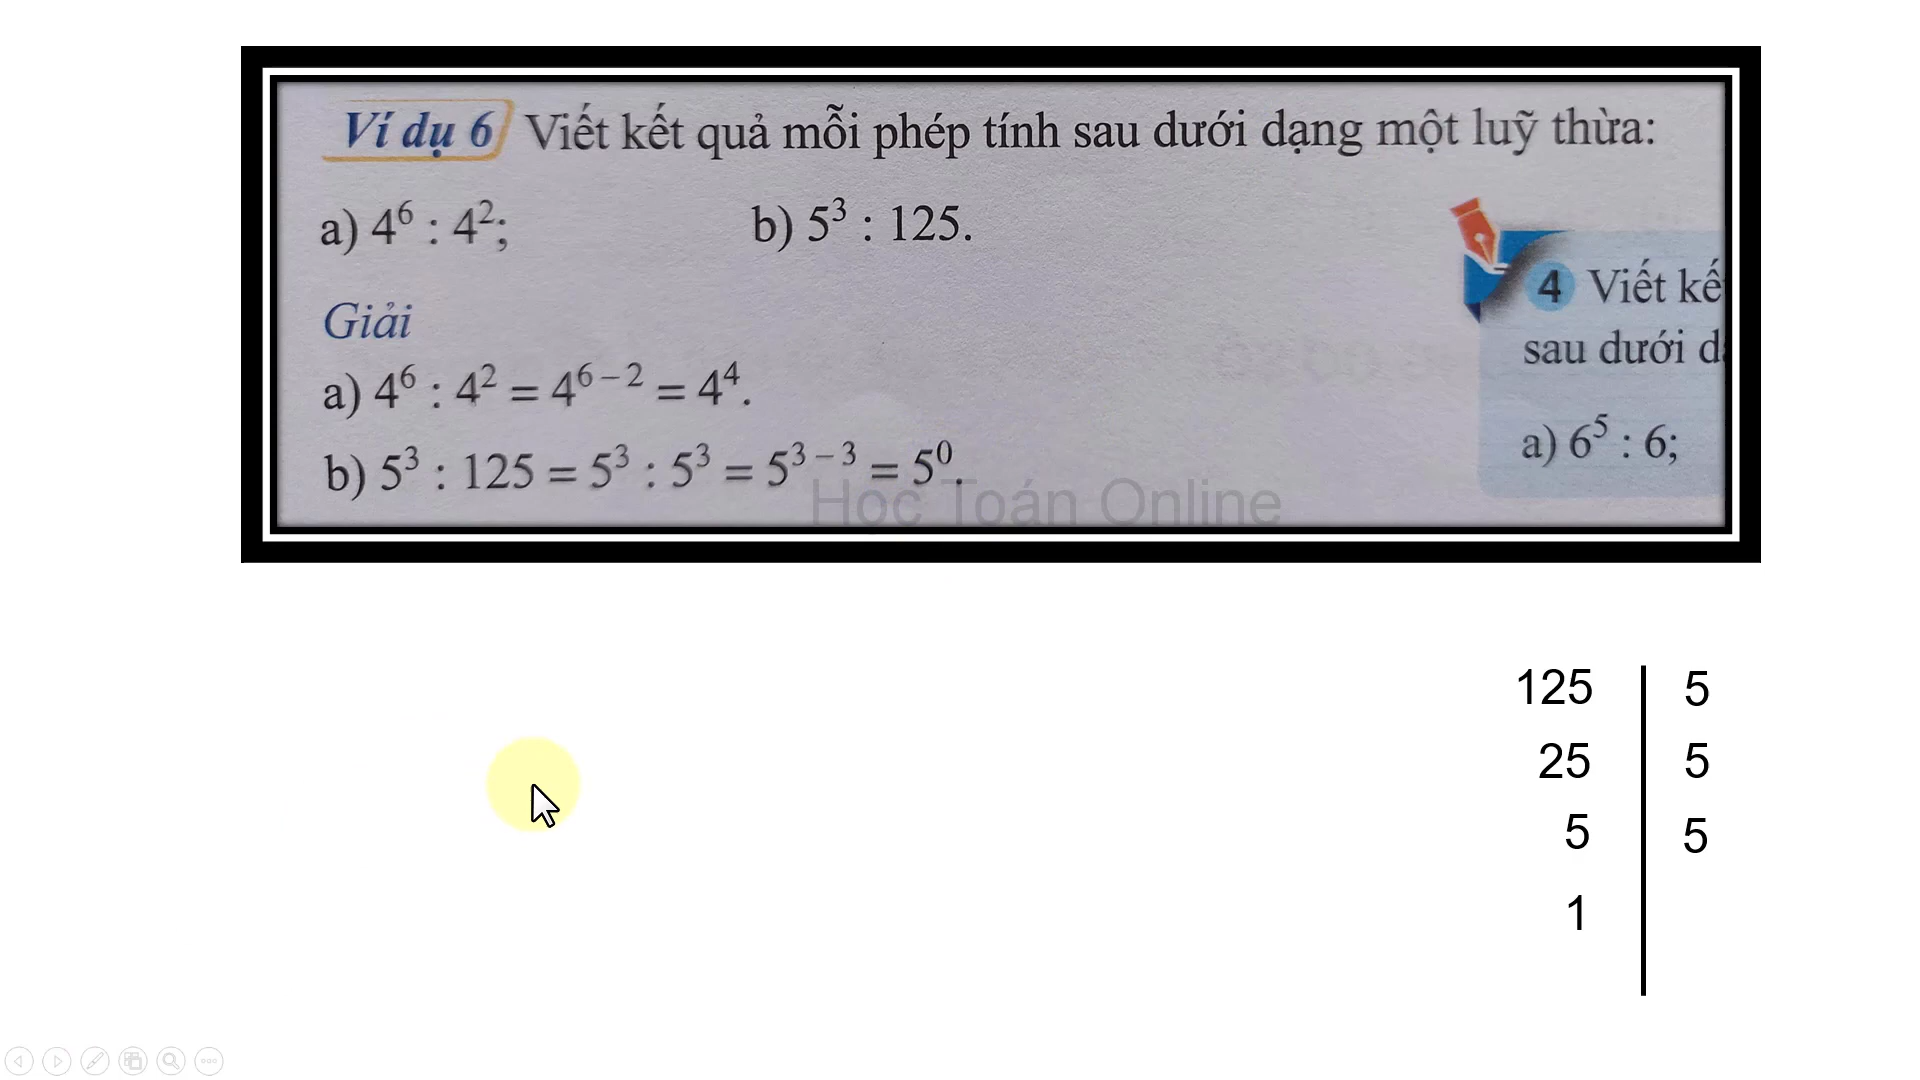 Ví dụ 6 Viết kết quả mỗi phép tính sau dưới dạng một luỹ thừa:
a) 4⁶ : 4²; b) 5³ : 125.
Giải
a) 4⁶ : 4² = 4⁶⁻² = 4⁴.
b) 5³ : 125 = 5³ : 5³ = 5³⁻³ = 5⁰.
4 Viết kế
sau dưới d
a) 6⁵ : 6;
Học Toán Online
125 5
25 5
5 5
1